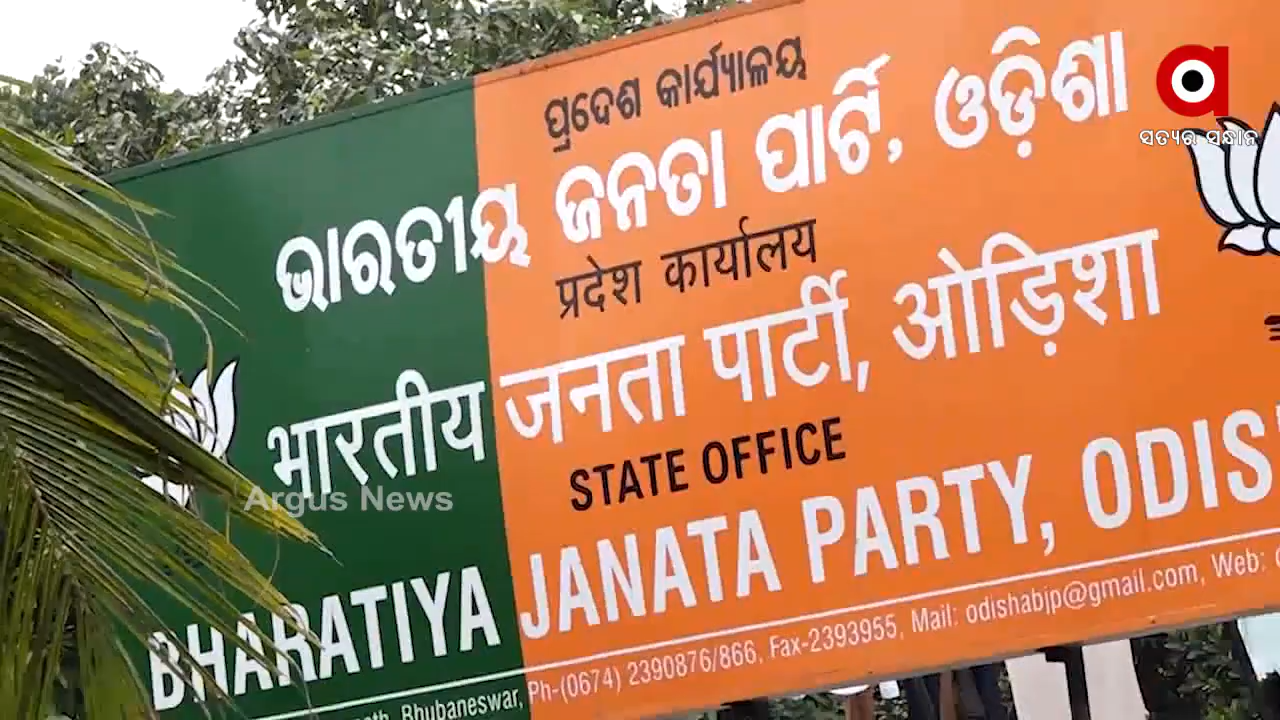 ପ୍ରଦେଶ କାର୍ଯ୍ୟାଳୟ
ଭାରତୀୟ ଜନତା ପାର୍ଟି, ଓଡ଼ିଶା
ସତ୍ୟର ସନ୍ଧାନ
प्रदेश कार्यालय
भारतीय जनता पार्टी, ओड़िशा
STATE OFFICE
Argus News
BHARATIYA JANATA PARTY, ODIS
Bhubaneswar, Ph-(0674) 2390876/866, Fax-2393955, Mail: odishabjp@gmail.com, Web: